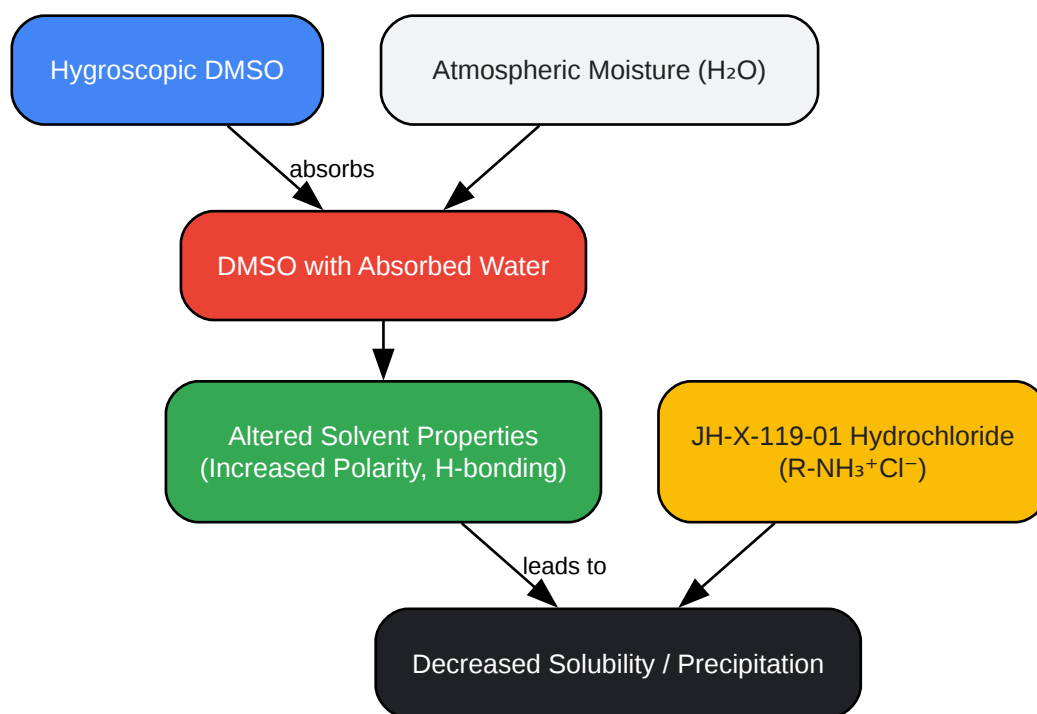 Hygroscopic DMSO
Atmospheric Moisture (H₂O)
absorbs
DMSO with Absorbed Water
Altered Solvent Properties
(Increased Polarity, H-bonding)
JH-X-119-01 Hydrochloride
(R-NH₃⁺Cl⁻)
leads to
Decreased Solubility / Precipitation